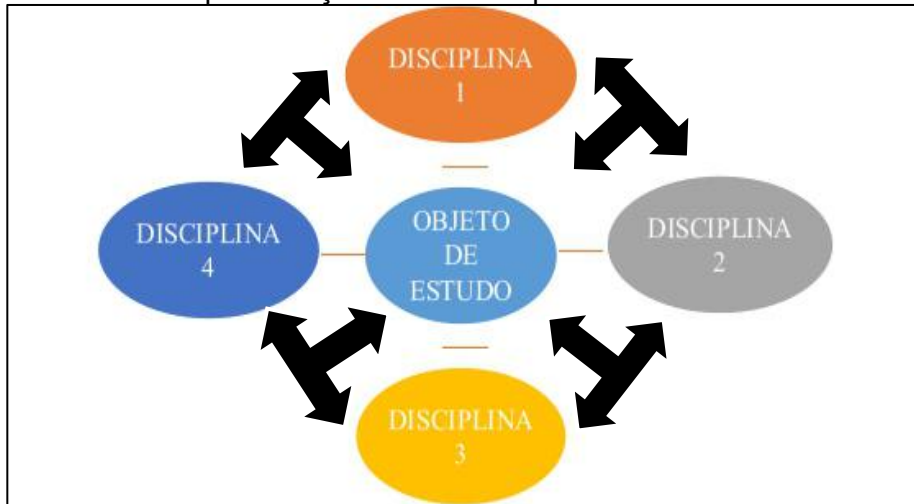 DISCIPLINA
1
DISCIPLINA
4
OBJETO
DE
ESTUDO
DISCIPLINA
2
DISCIPLINA
3